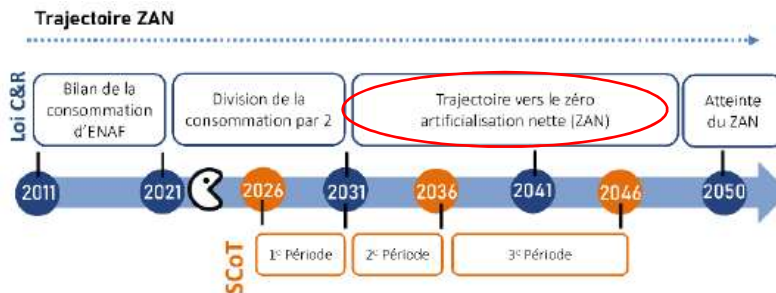 Trajectoire ZAN
Loi C&R
Bilan de la
consommation
d'ENAF
Division de la
consommation par 2
Trajectoire vers le zéro
artificialisation nette (ZAN)
Atteinte
du ZAN
2011
2021
2026
2031
2036
2041
2046
2050
SCoT
1e Période
2e Période
3e Période